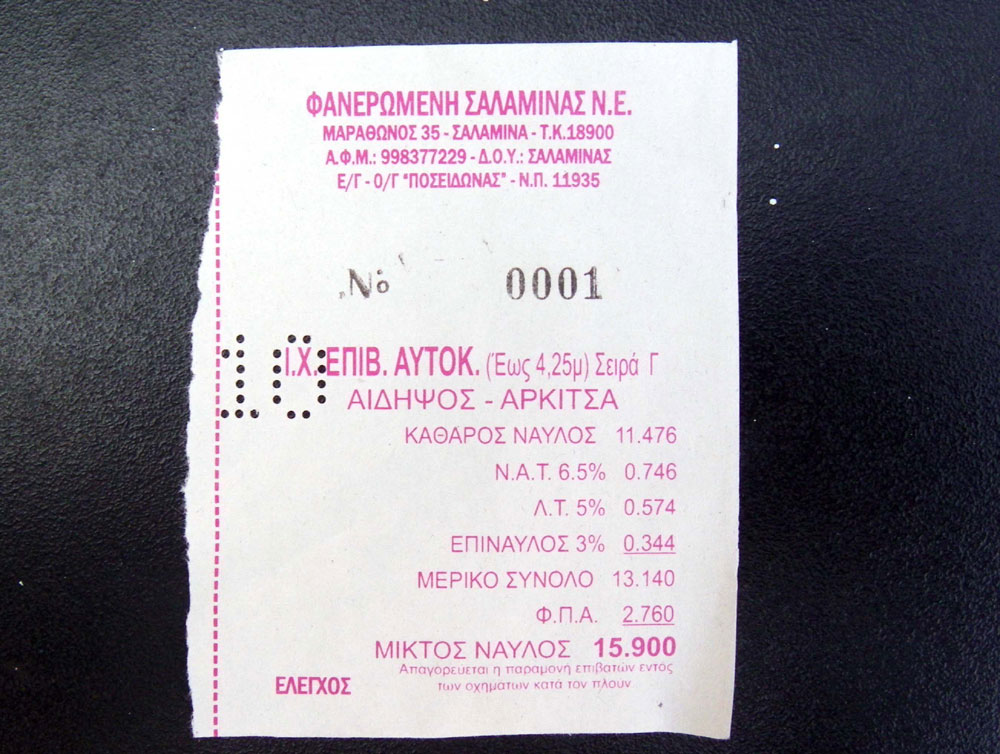 ΦΑΝΕΡΩΜΕΝΗ ΣΑΛΑΜΙΝΑΣ Ν.Ε.
ΜΑΡΑΘΩΝΟΣ 35 - ΣΑΛΑΜΙΝΑ - Τ.Κ.18900
Α.Φ.Μ.: 998377229 - Δ.Ο.Υ.: ΣΑΛΑΜΙΝΑΣ
Ε/Γ - Ο/Γ "ΠΟΣΕΙΔΩΝΑΣ" - Ν.Π. 11935
Nо 0001
10
Ι.Χ. ΕΠΙΒ. ΑΥΤΟΚ. (Έως 4,25μ) Σειρά Γ
ΑΙΔΗΨΟΣ - ΑΡΚΙΤΣΑ
ΚΑΘΑΡΟΣ ΝΑΥΛΟΣ 11.476
Ν.Α.Τ. 6.5% 0.746
Λ.Τ. 5% 0.574
ΕΠΙΝΑΥΛΟΣ 3% 0.344
ΜΕΡΙΚΟ ΣΥΝΟΛΟ 13.140
Φ.Π.Α. 2.760
ΜΙΚΤΟΣ ΝΑΥΛΟΣ 15.900
Απαγορεύεται η παραμονή επιβατών εντός
των οχημάτων κατά τον πλουν
ΕΛΕΓΧΟΣ